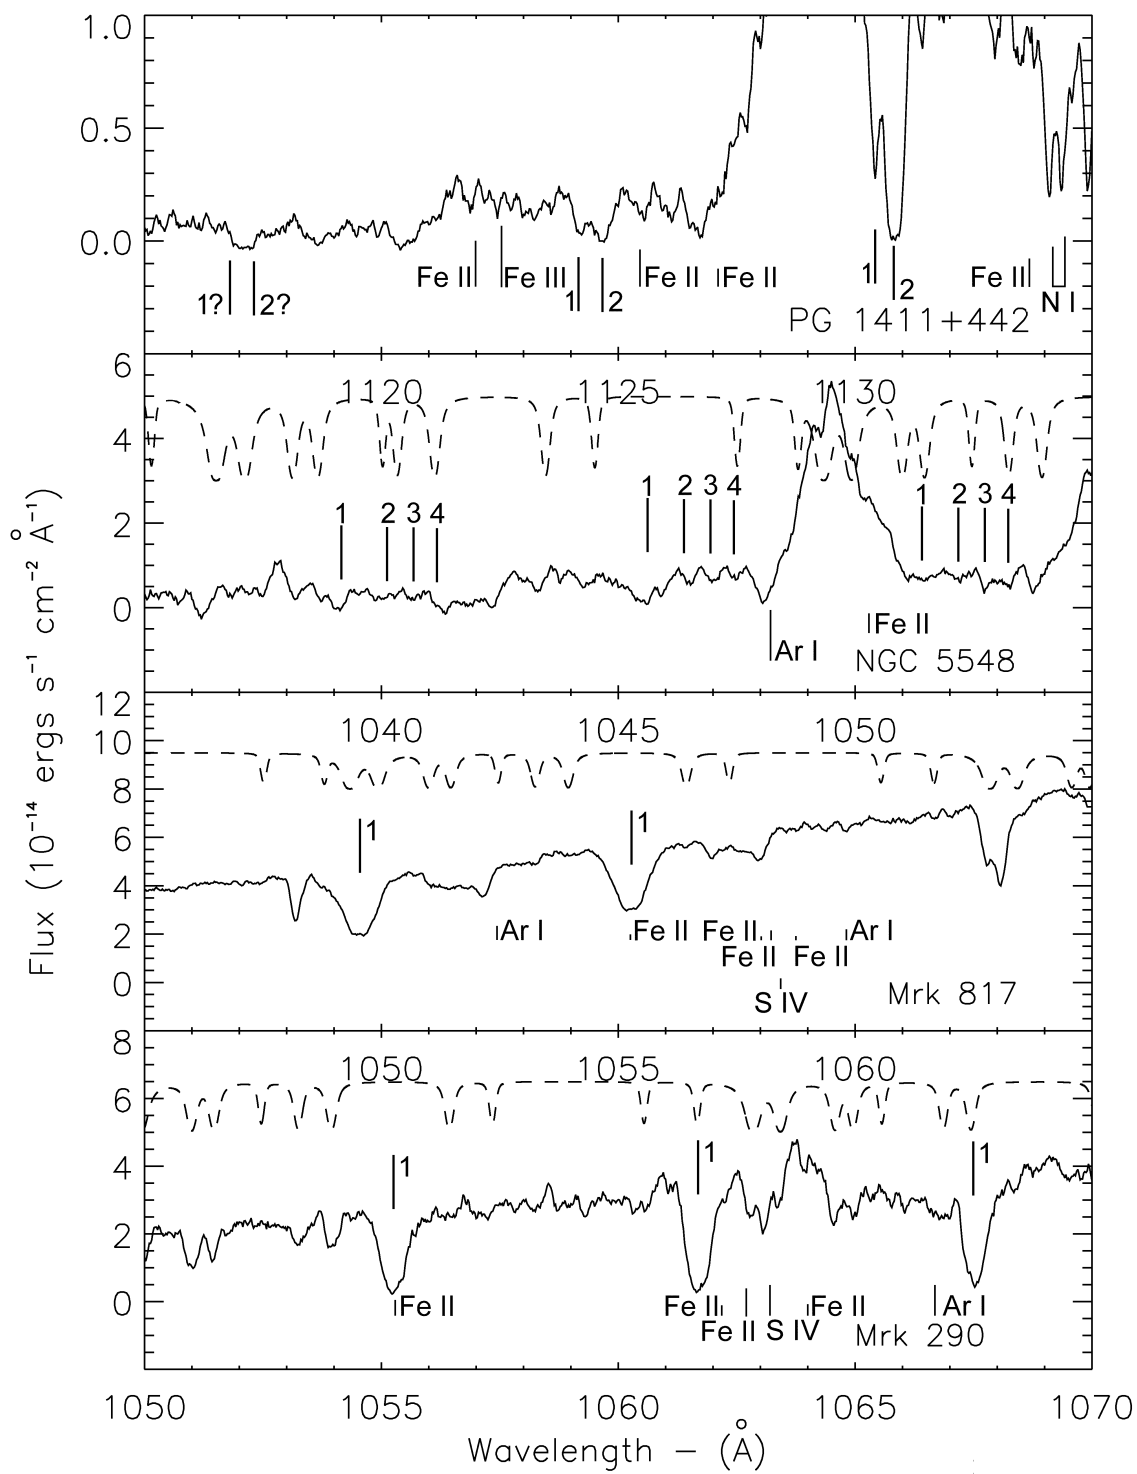 1.0
0.5
0.0
Fe II Fe III Fe II Fe II 1 Fe II
1? 2? 1 2 2 N I
PG 1411+442
6
1120 1125 1130
4
1 2 3 4 1 2 3 4
1 2 3 4
2
0
Fe II
Ar I
NGC 5548
12
1040 1045 1050
10
8
1 1
6
4
2
Ar I Fe II Fe II Ar I
Fe II Fe II
0
S IV
Mrk 817
8
1050 1055 1060
6
4
1 1 1
2
0
Fe II Fe II Fe II Ar I
Fe II S IV
Mrk 290
1050 1055 1060 1065 1070
Wavelength − (Å)
Flux (10⁻¹⁴ ergs s⁻¹ cm⁻² Å⁻¹)